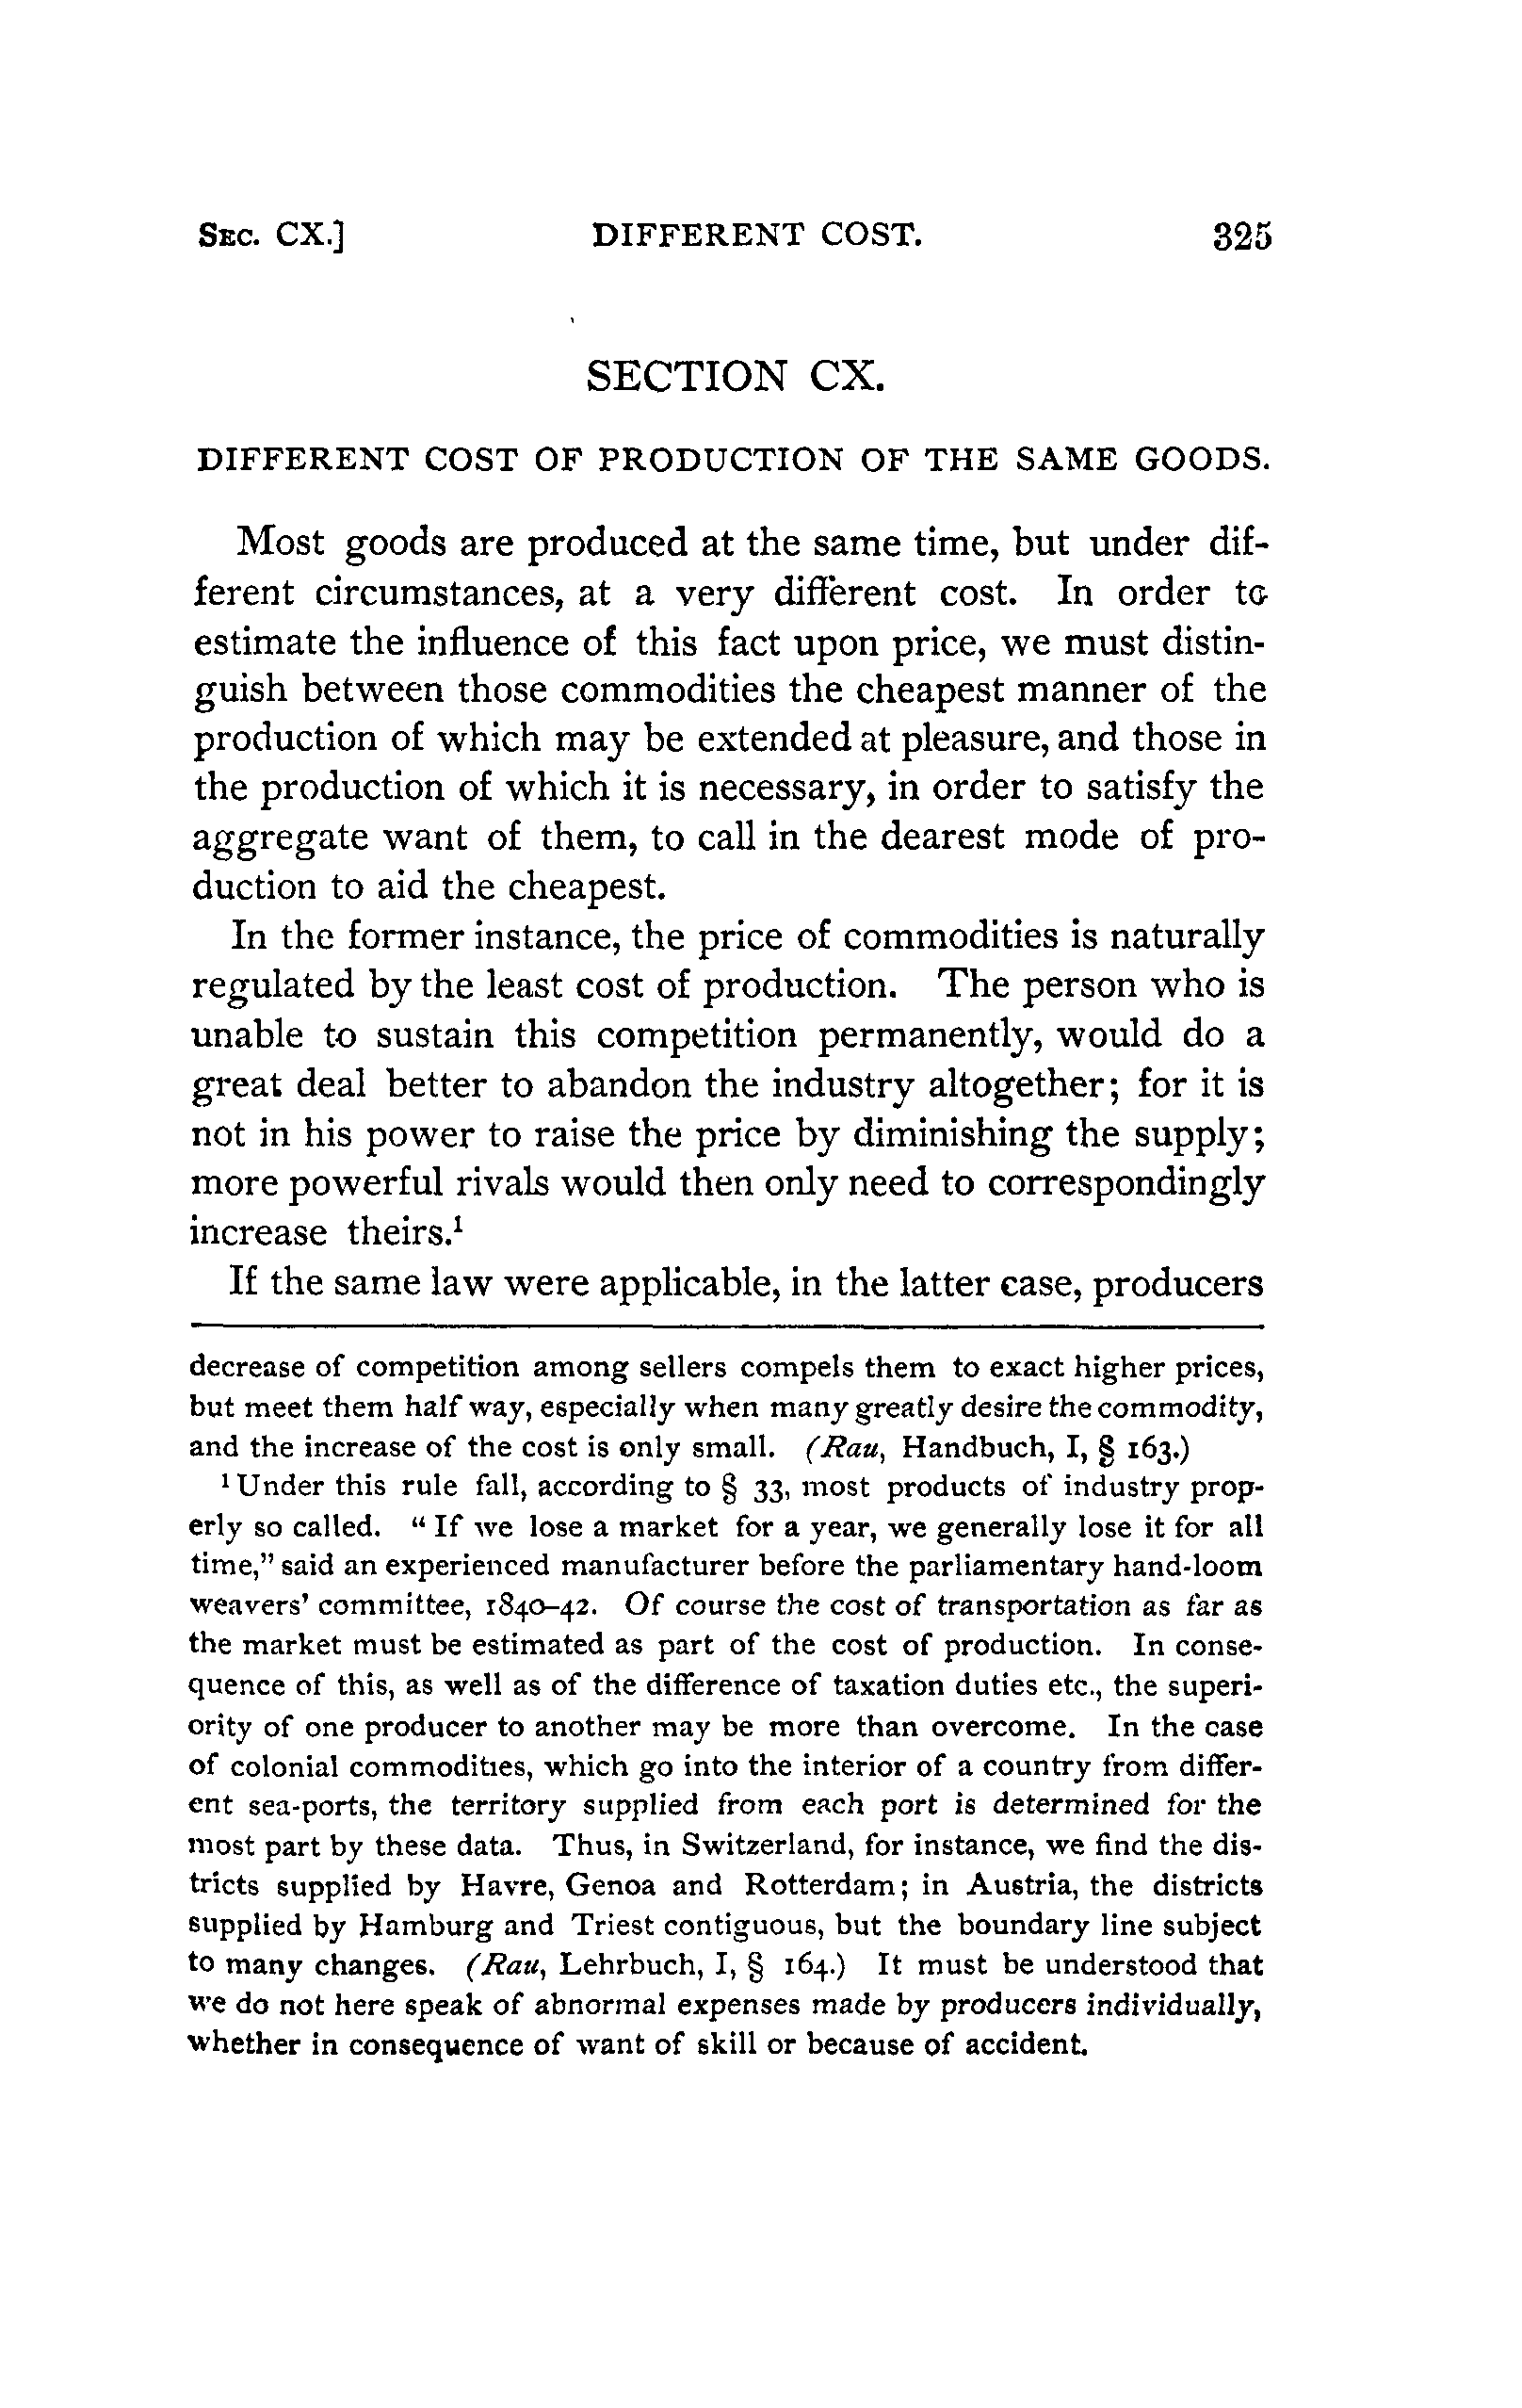 SEC. CX.] DIFFERENT COST. 325
SECTION CX.
DIFFERENT COST OF PRODUCTION OF THE SAME GOODS.
Most goods are produced at the same time, but under dif-
ferent circumstances, at a very different cost. In order to
estimate the influence of this fact upon price, we must distin-
guish between those commodities the cheapest manner of the
production of which may be extended at pleasure, and those in
the production of which it is necessary, in order to satisfy the
aggregate want of them, to call in the dearest mode of pro-
duction to aid the cheapest.
In the former instance, the price of commodities is naturally
regulated by the least cost of production. The person who is
unable to sustain this competition permanently, would do a
great deal better to abandon the industry altogether; for it is
not in his power to raise the price by diminishing the supply;
more powerful rivals would then only need to correspondingly
increase theirs.¹
If the same law were applicable, in the latter case, producers
decrease of competition among sellers compels them to exact higher prices,
but meet them half way, especially when many greatly desire the commodity,
and the increase of the cost is only small. (Rau, Handbuch, I, § 163.)
¹ Under this rule fall, according to § 33, most products of industry prop-
erly so called. "If we lose a market for a year, we generally lose it for all
time," said an experienced manufacturer before the parliamentary hand-loom
weavers' committee, 1840–42. Of course the cost of transportation as far as
the market must be estimated as part of the cost of production. In conse-
quence of this, as well as of the difference of taxation duties etc., the superi-
ority of one producer to another may be more than overcome. In the case
of colonial commodities, which go into the interior of a country from differ-
ent sea-ports, the territory supplied from each port is determined for the
most part by these data. Thus, in Switzerland, for instance, we find the dis-
tricts supplied by Havre, Genoa and Rotterdam; in Austria, the districts
supplied by Hamburg and Triest contiguous, but the boundary line subject
to many changes. (Rau, Lehrbuch, I, § 164.) It must be understood that
we do not here speak of abnormal expenses made by producers individually,
whether in consequence of want of skill or because of accident.